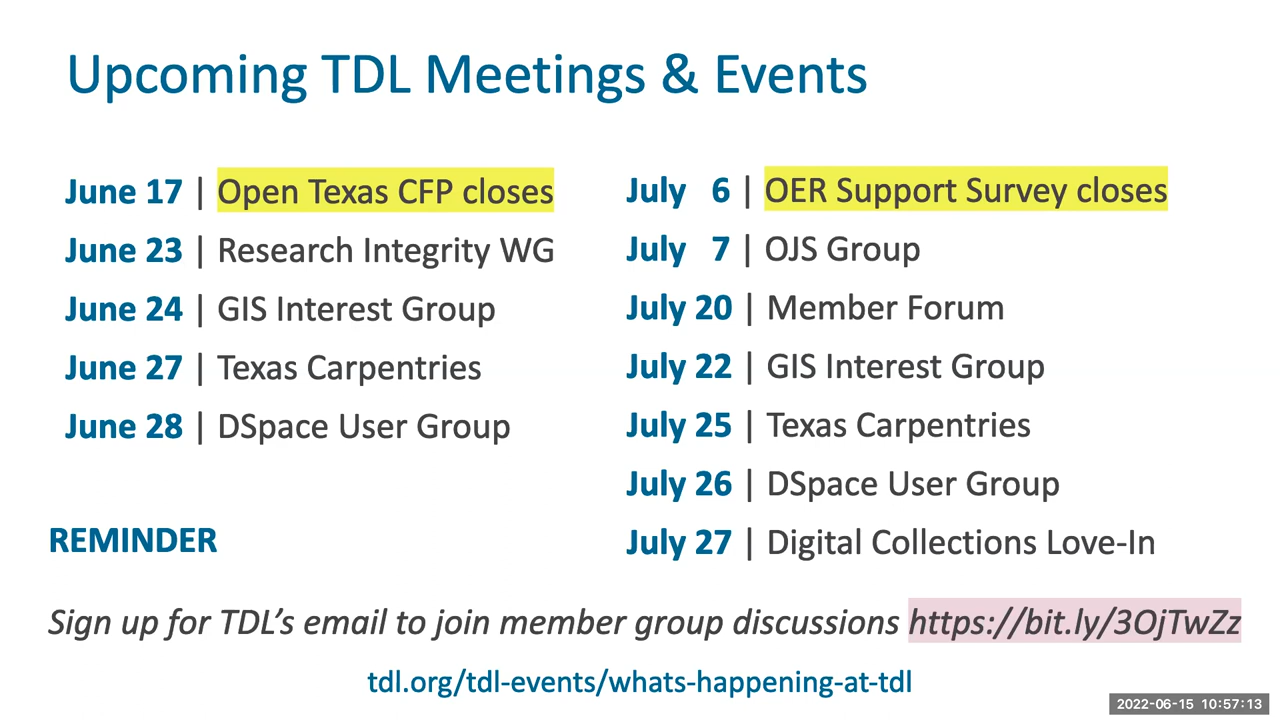 Upcoming TDL Meetings & Events
June 17 | Open Texas CFP closes
June 23 | Research Integrity WG
June 24 | GIS Interest Group
June 27 | Texas Carpentries
June 28 | DSpace User Group
July 6 | OER Support Survey closes
July 7 | OJS Group
July 20 | Member Forum
July 22 | GIS Interest Group
July 25 | Texas Carpentries
July 26 | DSpace User Group
July 27 | Digital Collections Love-In
REMINDER
Sign up for TDL’s email to join member group discussions https://bit.ly/3OjTwZz
tdl.org/tdl-events/whats-happening-at-tdl
2022-06-15 10:57:13